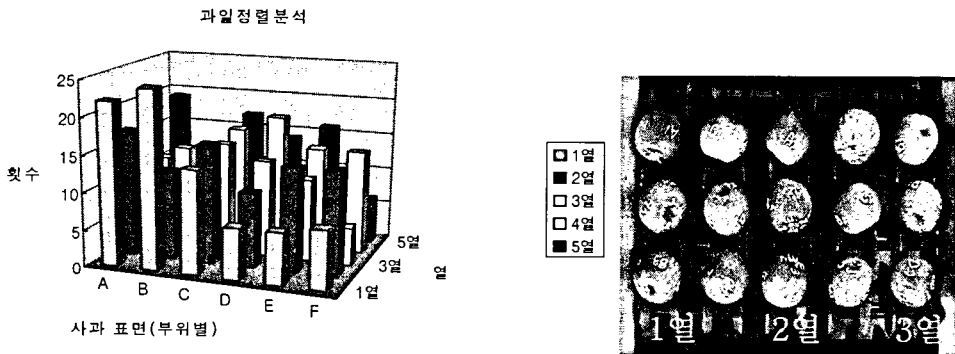 과일정렬분석
25
20
15
10
5
0
횟수
A B C D E F
1열
3열
5열
열
사과 표면(부위별)
1열
2열
3열
4열
5열
1열 2열 3열